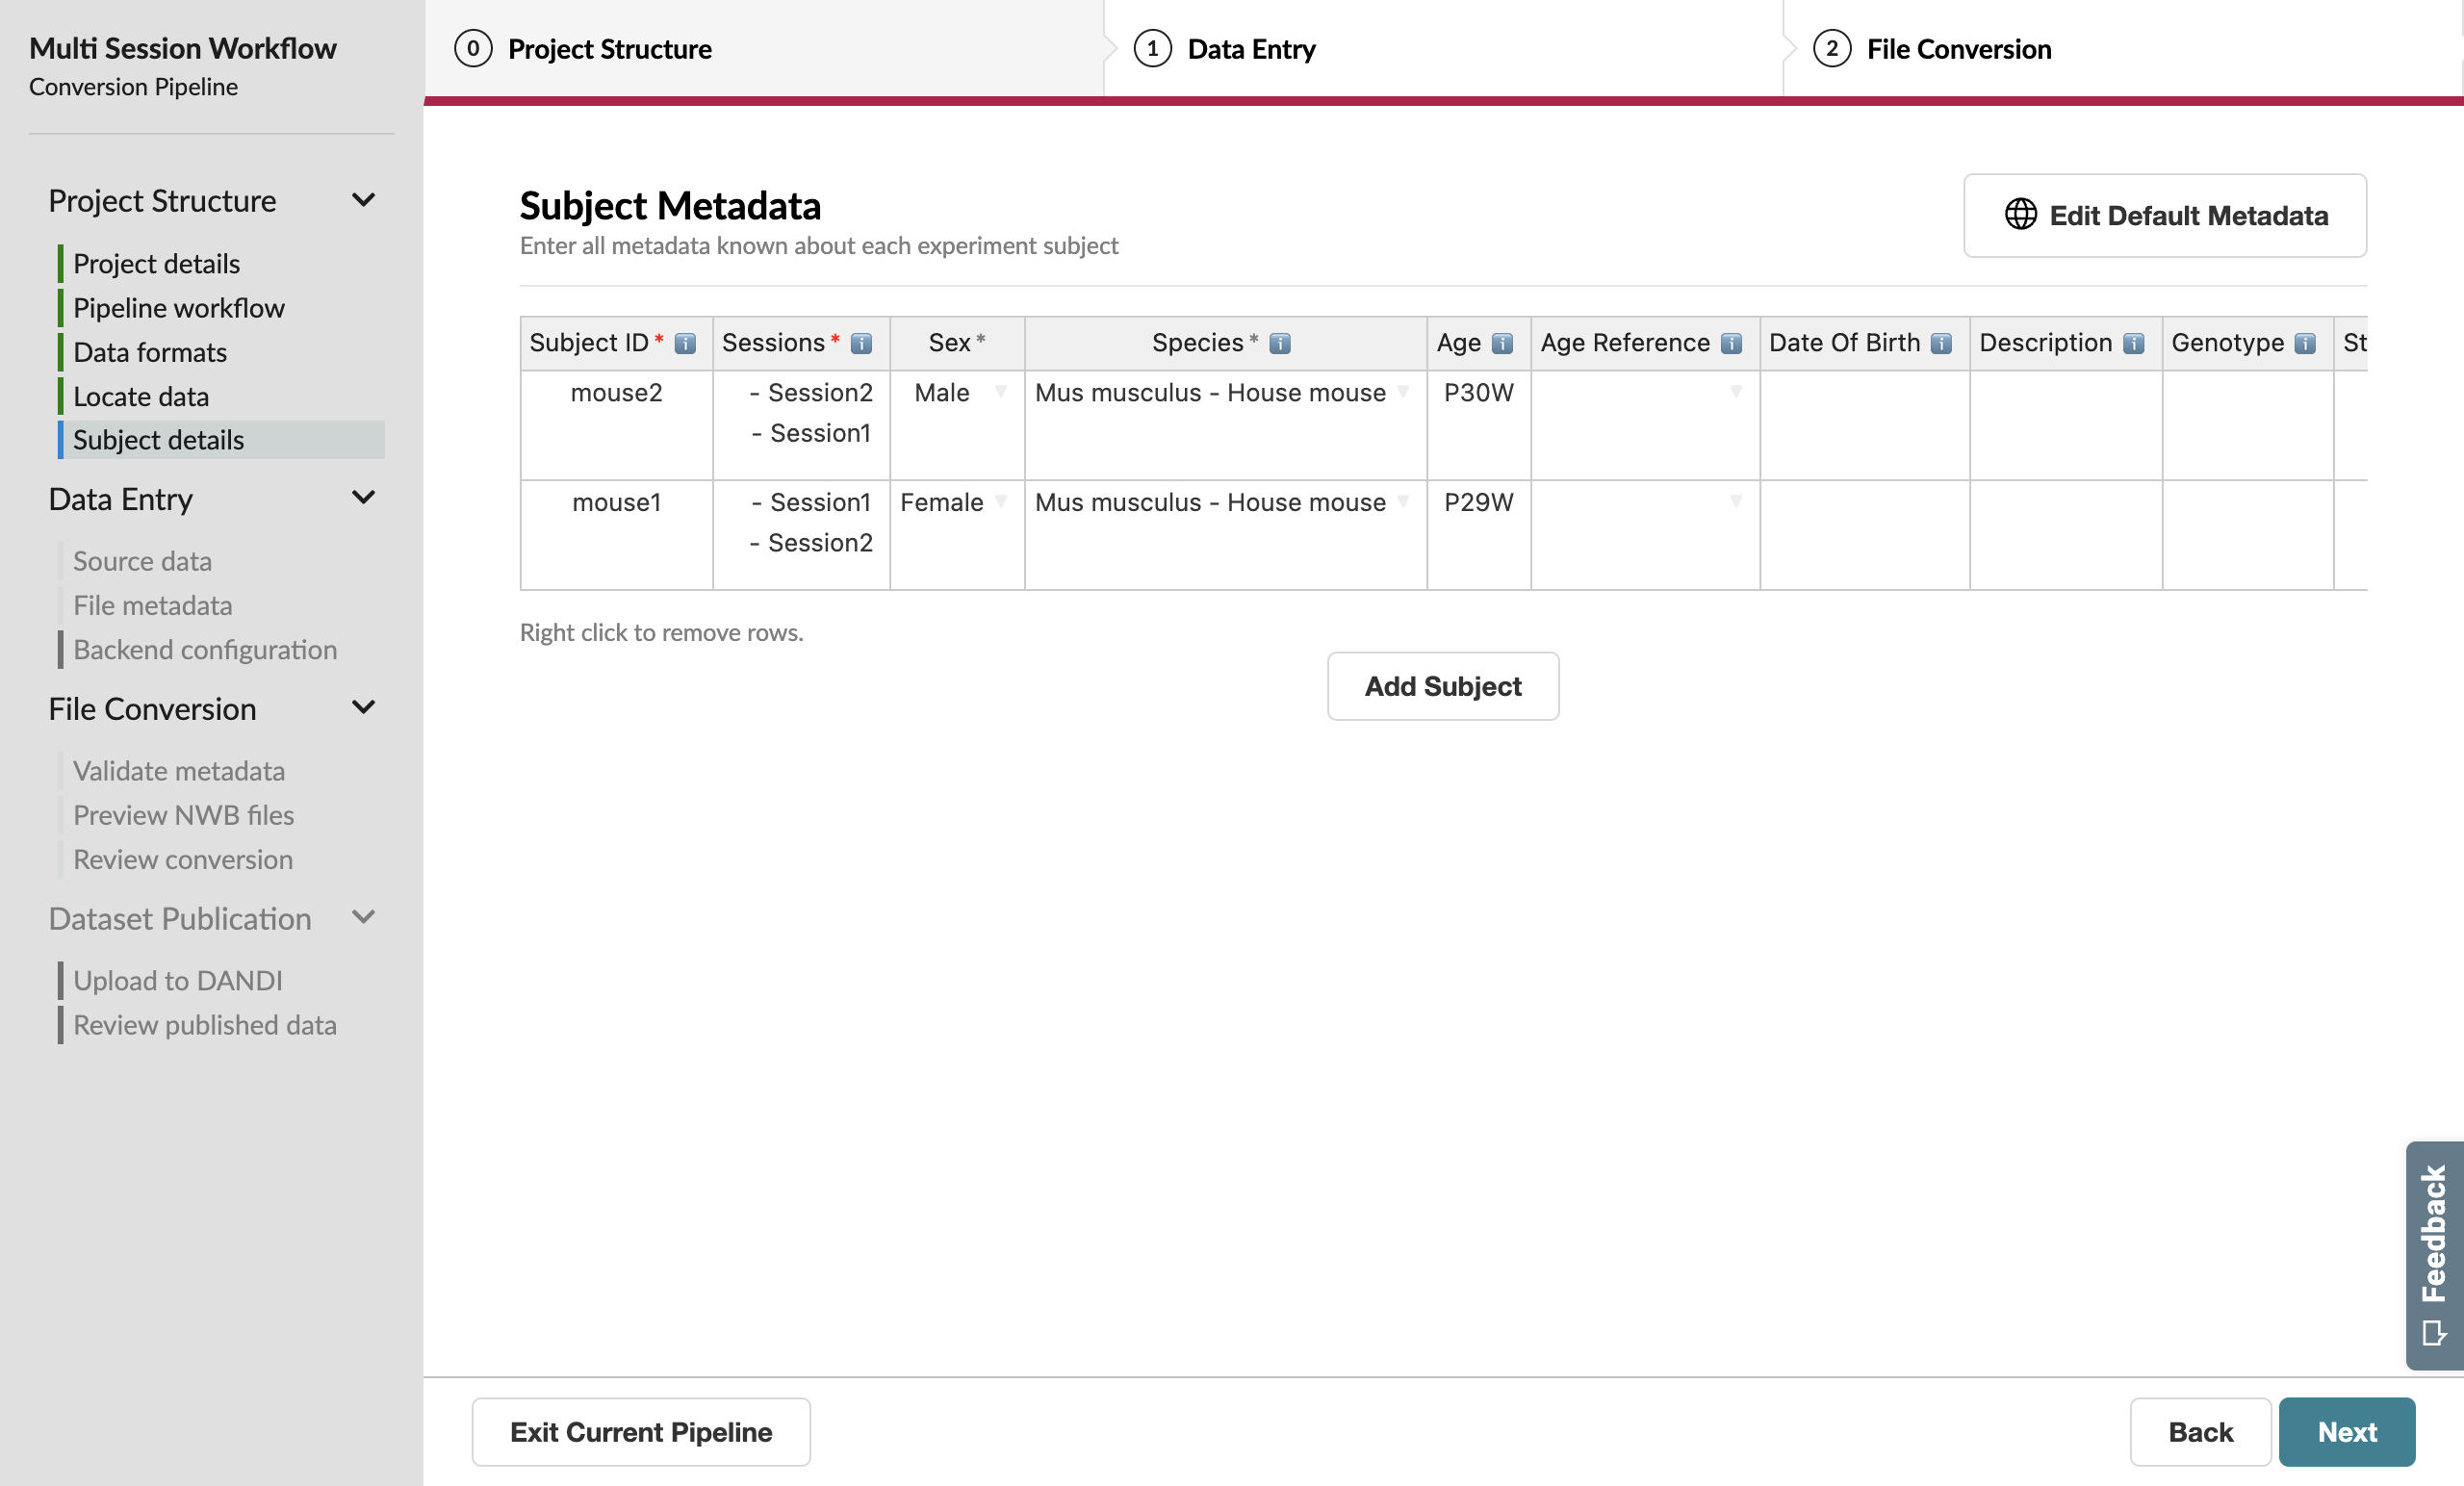 Multi Session Workflow
Conversion Pipeline
Project Structure
Project details
Pipeline workflow
Data formats
Locate data
Subject details
Data Entry
Source data
File metadata
Backend configuration
File Conversion
Validate metadata
Preview NWB files
Review conversion
Dataset Publication
Upload to DANDI
Review published data
0 Project Structure
1 Data Entry
2 File Conversion
Subject Metadata
Enter all metadata known about each experiment subject
Edit Default Metadata
Subject ID* i Sessions* i Sex* Species* i Age i Age Reference i Date Of Birth i Description i Genotype i St
mouse2 - Session2 Male Mus musculus - House mouse P30W
- Session1
mouse1 - Session1 Female Mus musculus - House mouse P29W
- Session2
Right click to remove rows.
Add Subject
Feedback
Exit Current Pipeline
Back
Next